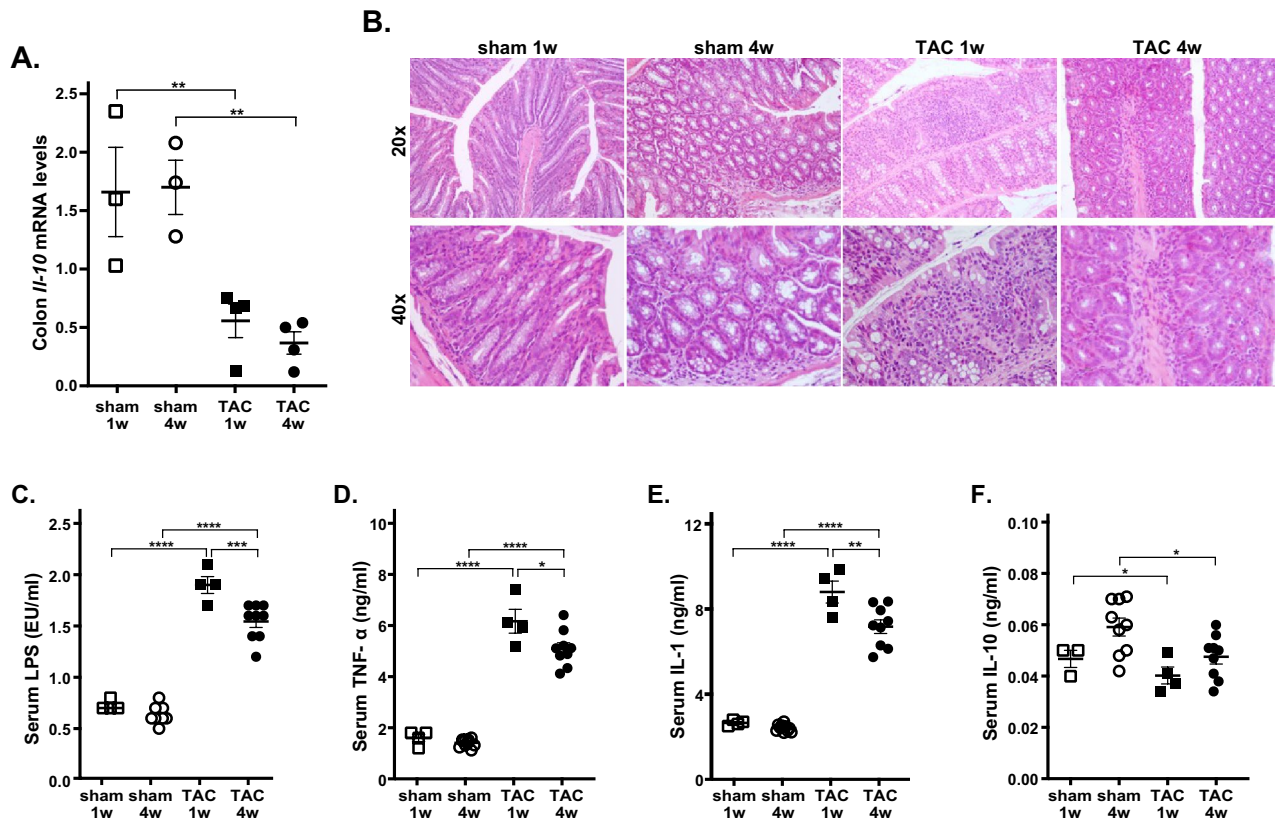 A.
Colon Il-10 mRNA levels
2.5
2.0
1.5
1.0
0.5
0.0
**
**
sham 1w
sham 4w
TAC 1w
TAC 4w
B.
sham 1w
sham 4w
TAC 1w
TAC 4w
20x
40x
C.
Serum LPS (EU/ml)
2.5
2.0
1.5
1.0
0.5
0.0
****
****
***
sham 1w
sham 4w
TAC 1w
TAC 4w
D.
Serum TNF- α (ng/ml)
10
8
6
4
2
0
****
****
*
sham 1w
sham 4w
TAC 1w
TAC 4w
E.
Serum IL-1 (ng/ml)
12
8
4
0
****
****
**
sham 1w
sham 4w
TAC 1w
TAC 4w
F.
Serum IL-10 (ng/ml)
0.10
0.08
0.06
0.04
0.02
0.00
*
*
sham 1w
sham 4w
TAC 1w
TAC 4w